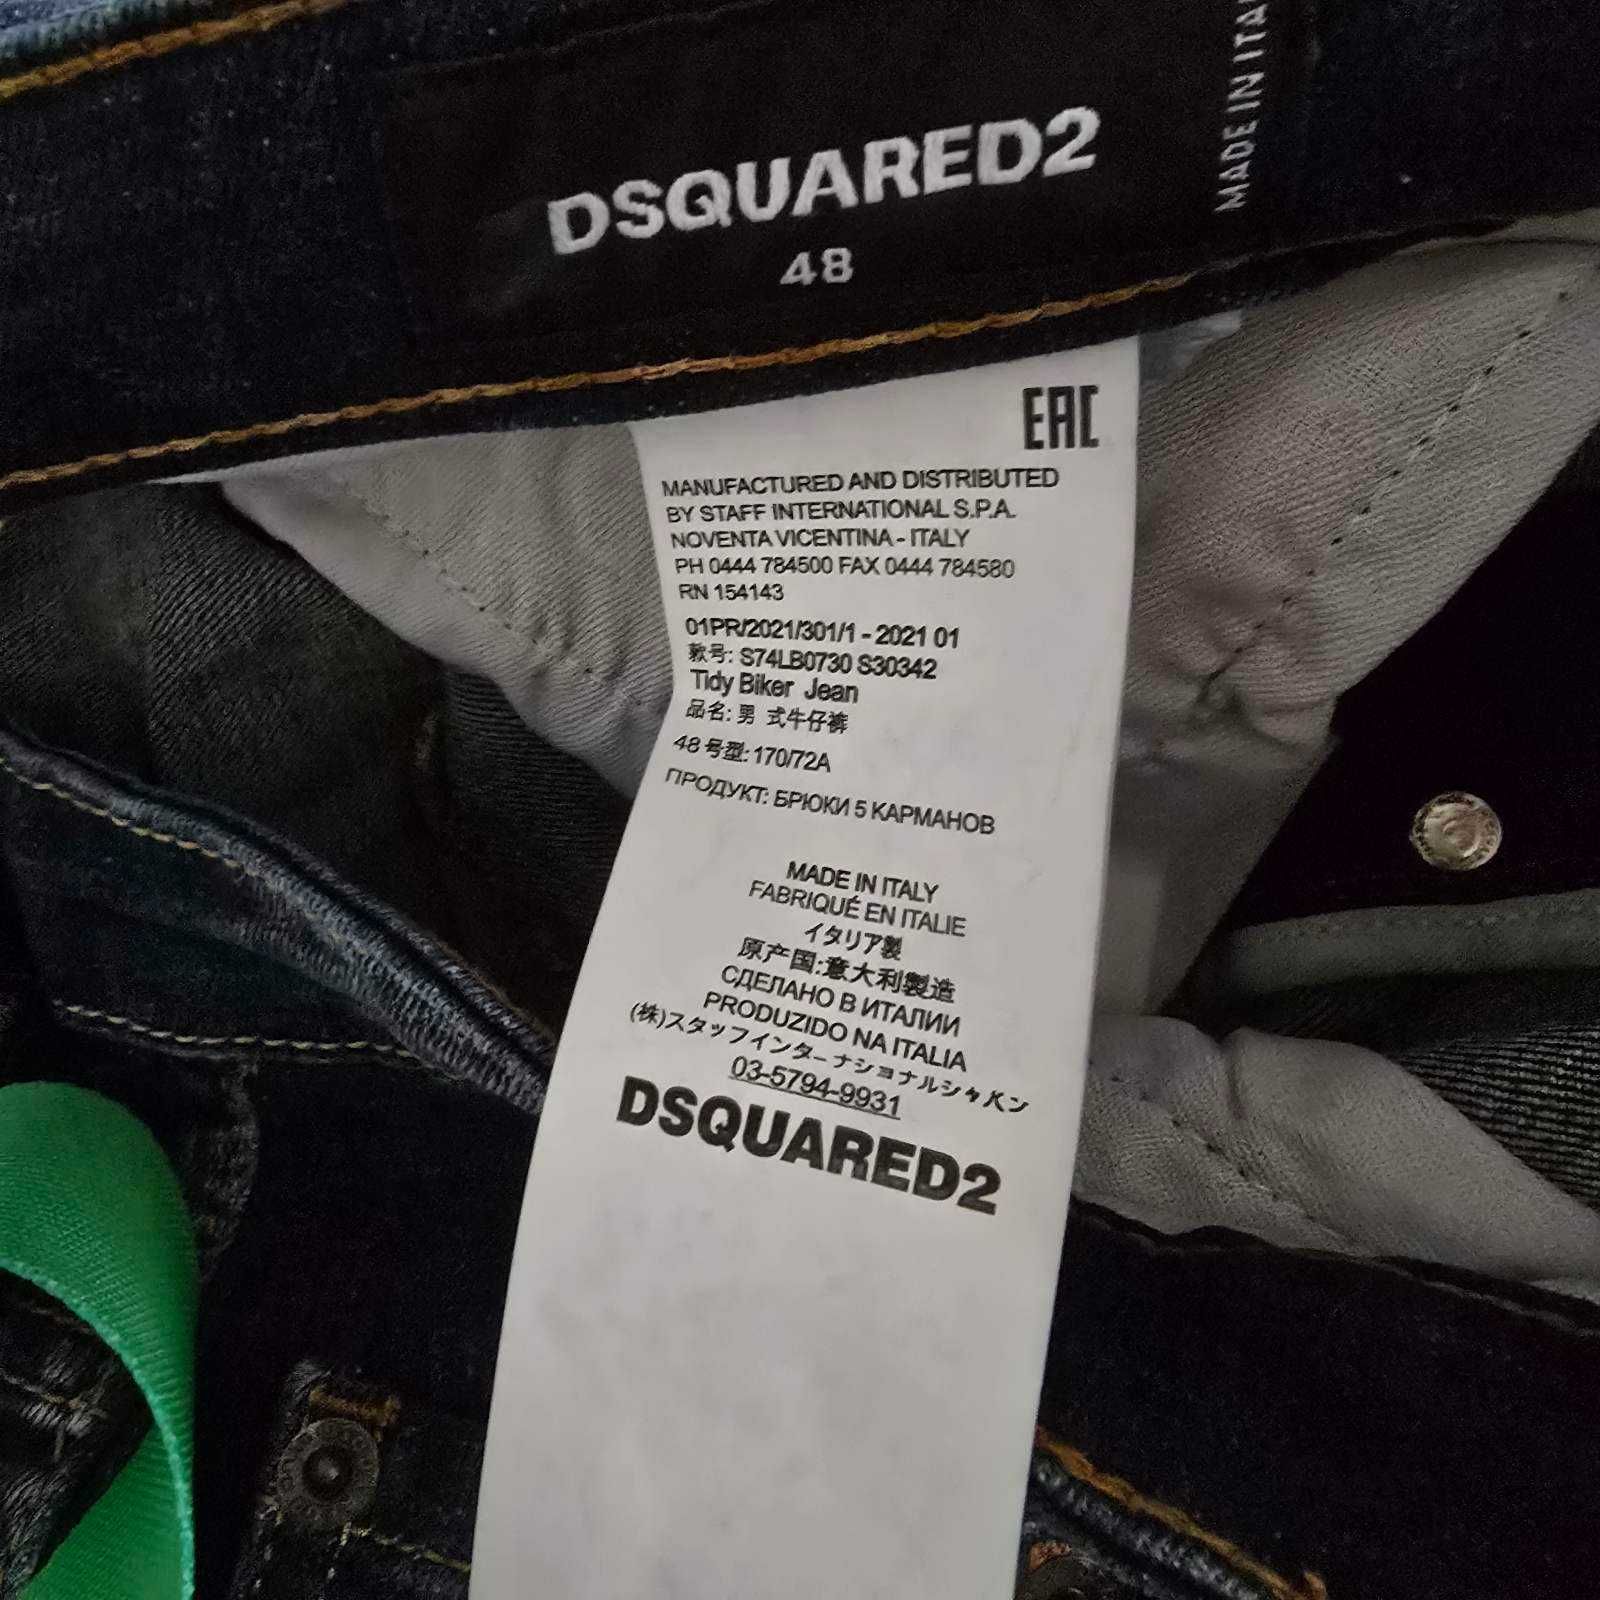 DSQUARED2
48
MADE IN ITA
EAC
MANUFACTURED AND DISTRIBUTED
BY STAFF INTERNATIONAL S.P.A.
NOVENTA VICENTINA - ITALY
PH 0444 784500 FAX 0444 784580
RN 154143
01PR/2021/301/1 - 2021 01
款号: S74LB0730 S30342
Tidy Biker Jean
品名: 男 式牛仔裤
48 号型: 170/72A
ПРОДУКТ: БРЮКИ 5 КАРМАНОВ
MADE IN ITALY
FABRIQUÉ EN ITALIE
イタリア製
原产国:意大利製造
СДЕЛАНО В ИТАЛИИ
PRODUZIDO NA ITALIA
(株)スタッフインターナショナルジャパン
03-5794-9931
DSQUARED2